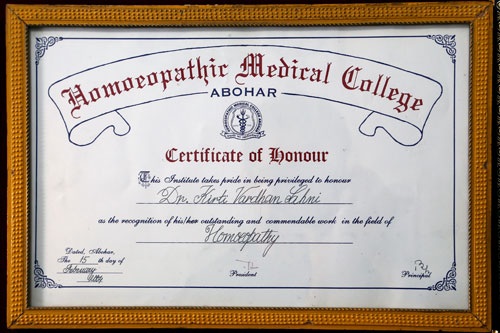 Homoeopathic Medical College
ABOHAR
Certificate of Honour
This Institute takes pride in being privileged to honour
Dr. Kirti Vardhan Sahni
as the recognition of his/her outstanding and commendable work in the field of
Homoeopathy
Dated, Abohar,
The 15 th day of
February
President
Principal